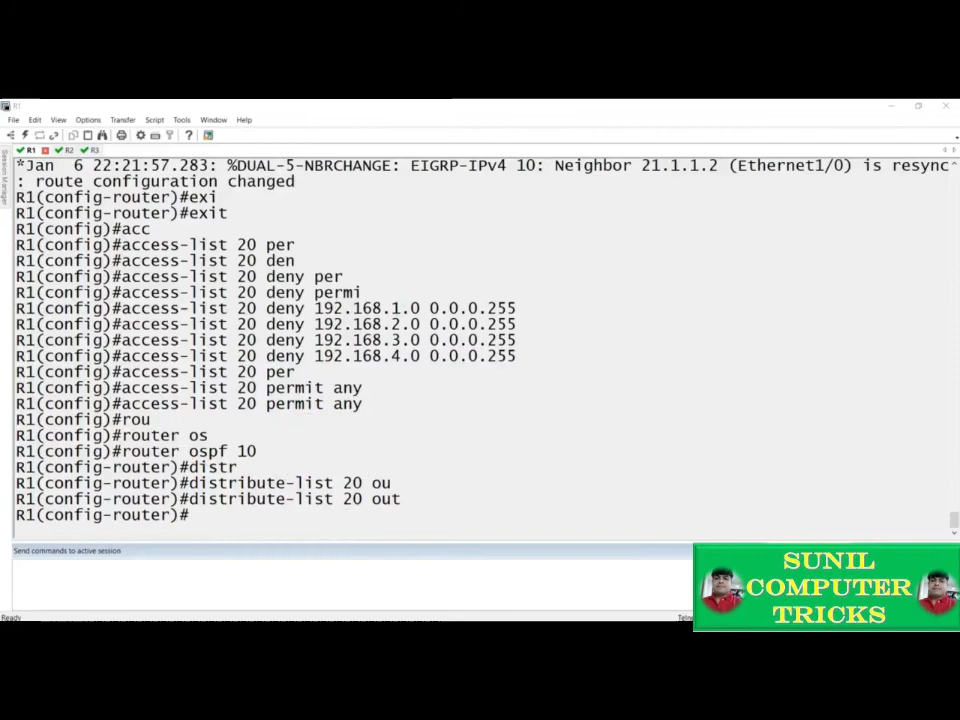 R1
File Edit View Options Transfer Script Tools Window Help
R1 R2 R3
Session Manager
*Jan  6 22:21:57.283: %DUAL-5-NBRCHANGE: EIGRP-IPv4 10: Neighbor 21.1.1.2 (Ethernet1/0) is resync
: route configuration changed
R1(config-router)#exi
R1(config-router)#exit
R1(config)#acc
R1(config)#access-list 20 per
R1(config)#access-list 20 den
R1(config)#access-list 20 deny per
R1(config)#access-list 20 deny permi
R1(config)#access-list 20 deny 192.168.1.0 0.0.0.255
R1(config)#access-list 20 deny 192.168.2.0 0.0.0.255
R1(config)#access-list 20 deny 192.168.3.0 0.0.0.255
R1(config)#access-list 20 deny 192.168.4.0 0.0.0.255
R1(config)#access-list 20 per
R1(config)#access-list 20 permit any
R1(config)#access-list 20 permit any
R1(config)#rou
R1(config)#router os
R1(config)#router ospf 10
R1(config-router)#distr
R1(config-router)#distribute-list 20 ou
R1(config-router)#distribute-list 20 out
R1(config-router)#
Send commands to active session
SUNIL
COMPUTER
TRICKS
Ready